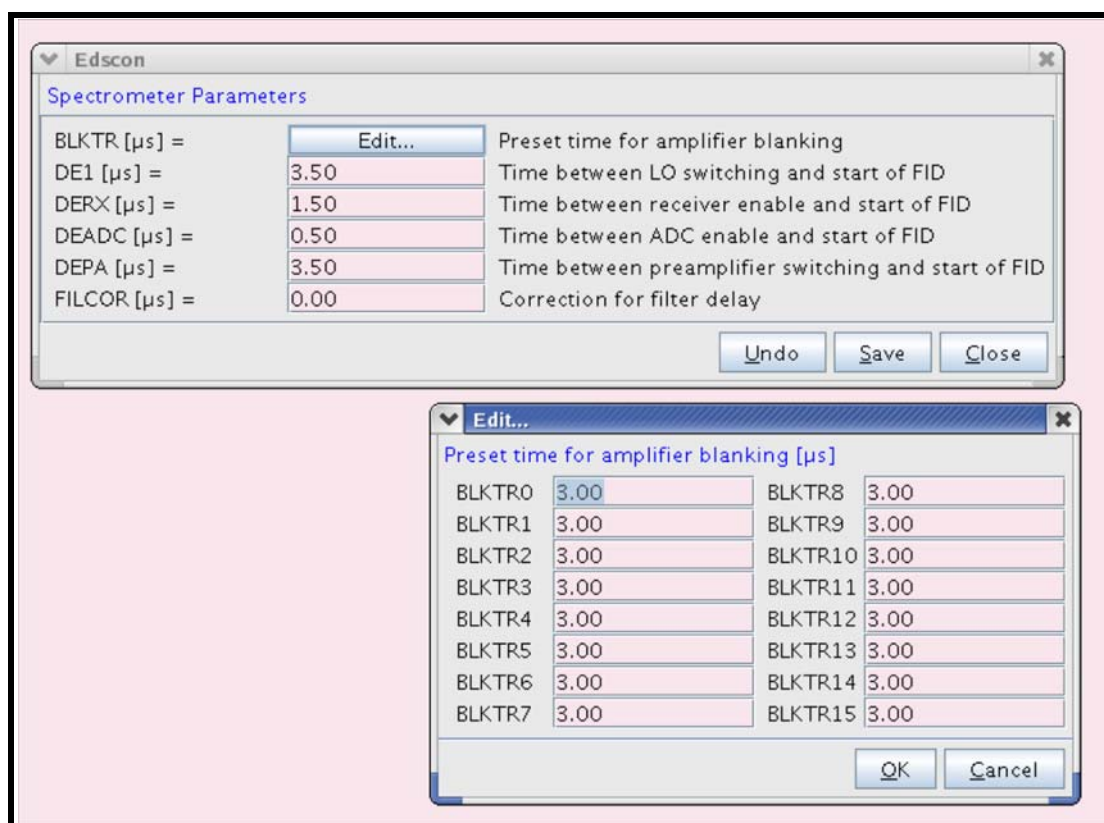 Edscon
Spectrometer Parameters
BLKTR [µs] = Edit... Preset time for amplifier blanking
DE1 [µs] = 3.50 Time between LO switching and start of FID
DERX [µs] = 1.50 Time between receiver enable and start of FID
DEADC [µs] = 0.50 Time between ADC enable and start of FID
DEPA [µs] = 3.50 Time between preamplifier switching and start of FID
FILCOR [µs] = 0.00 Correction for filter delay
Undo Save Close
Edit...
Preset time for amplifier blanking [µs]
BLKTR0 3.00 BLKTR8 3.00
BLKTR1 3.00 BLKTR9 3.00
BLKTR2 3.00 BLKTR10 3.00
BLKTR3 3.00 BLKTR11 3.00
BLKTR4 3.00 BLKTR12 3.00
BLKTR5 3.00 BLKTR13 3.00
BLKTR6 3.00 BLKTR14 3.00
BLKTR7 3.00 BLKTR15 3.00
OK Cancel